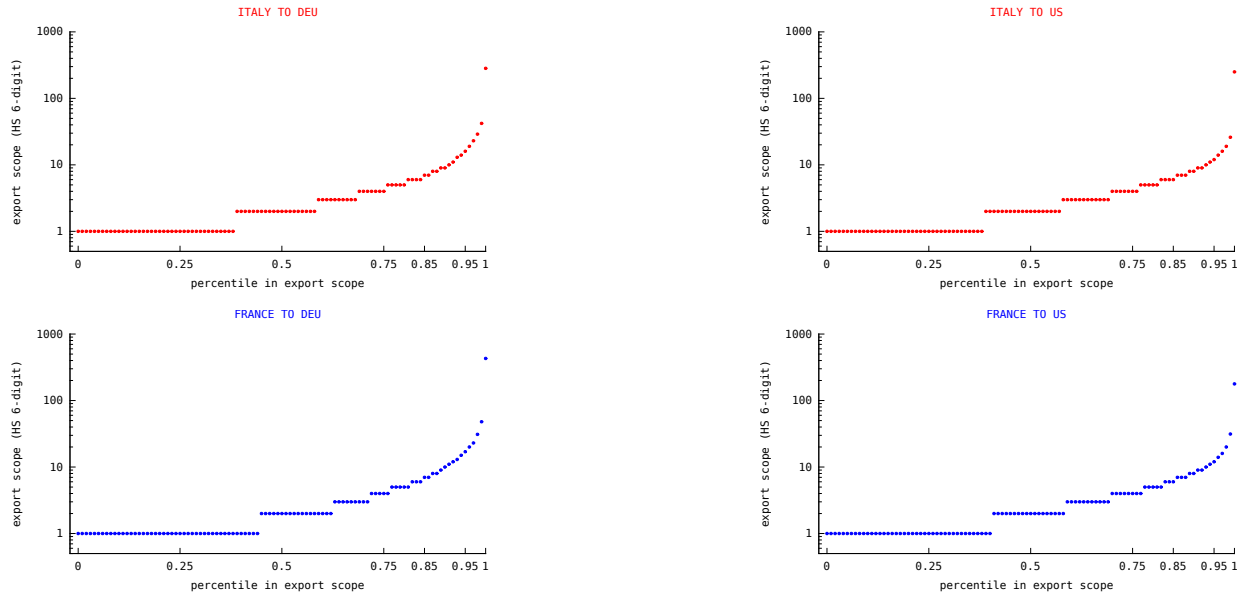 ITALY TO DEU
1000
100
10
1
export scope (HS 6-digit)
0 0.25 0.5 0.75 0.85 0.95 1
percentile in export scope
ITALY TO US
1000
100
10
1
export scope (HS 6-digit)
0 0.25 0.5 0.75 0.85 0.95 1
percentile in export scope
FRANCE TO DEU
1000
100
10
1
export scope (HS 6-digit)
0 0.25 0.5 0.75 0.85 0.95 1
percentile in export scope
FRANCE TO US
1000
100
10
1
export scope (HS 6-digit)
0 0.25 0.5 0.75 0.85 0.95 1
percentile in export scope